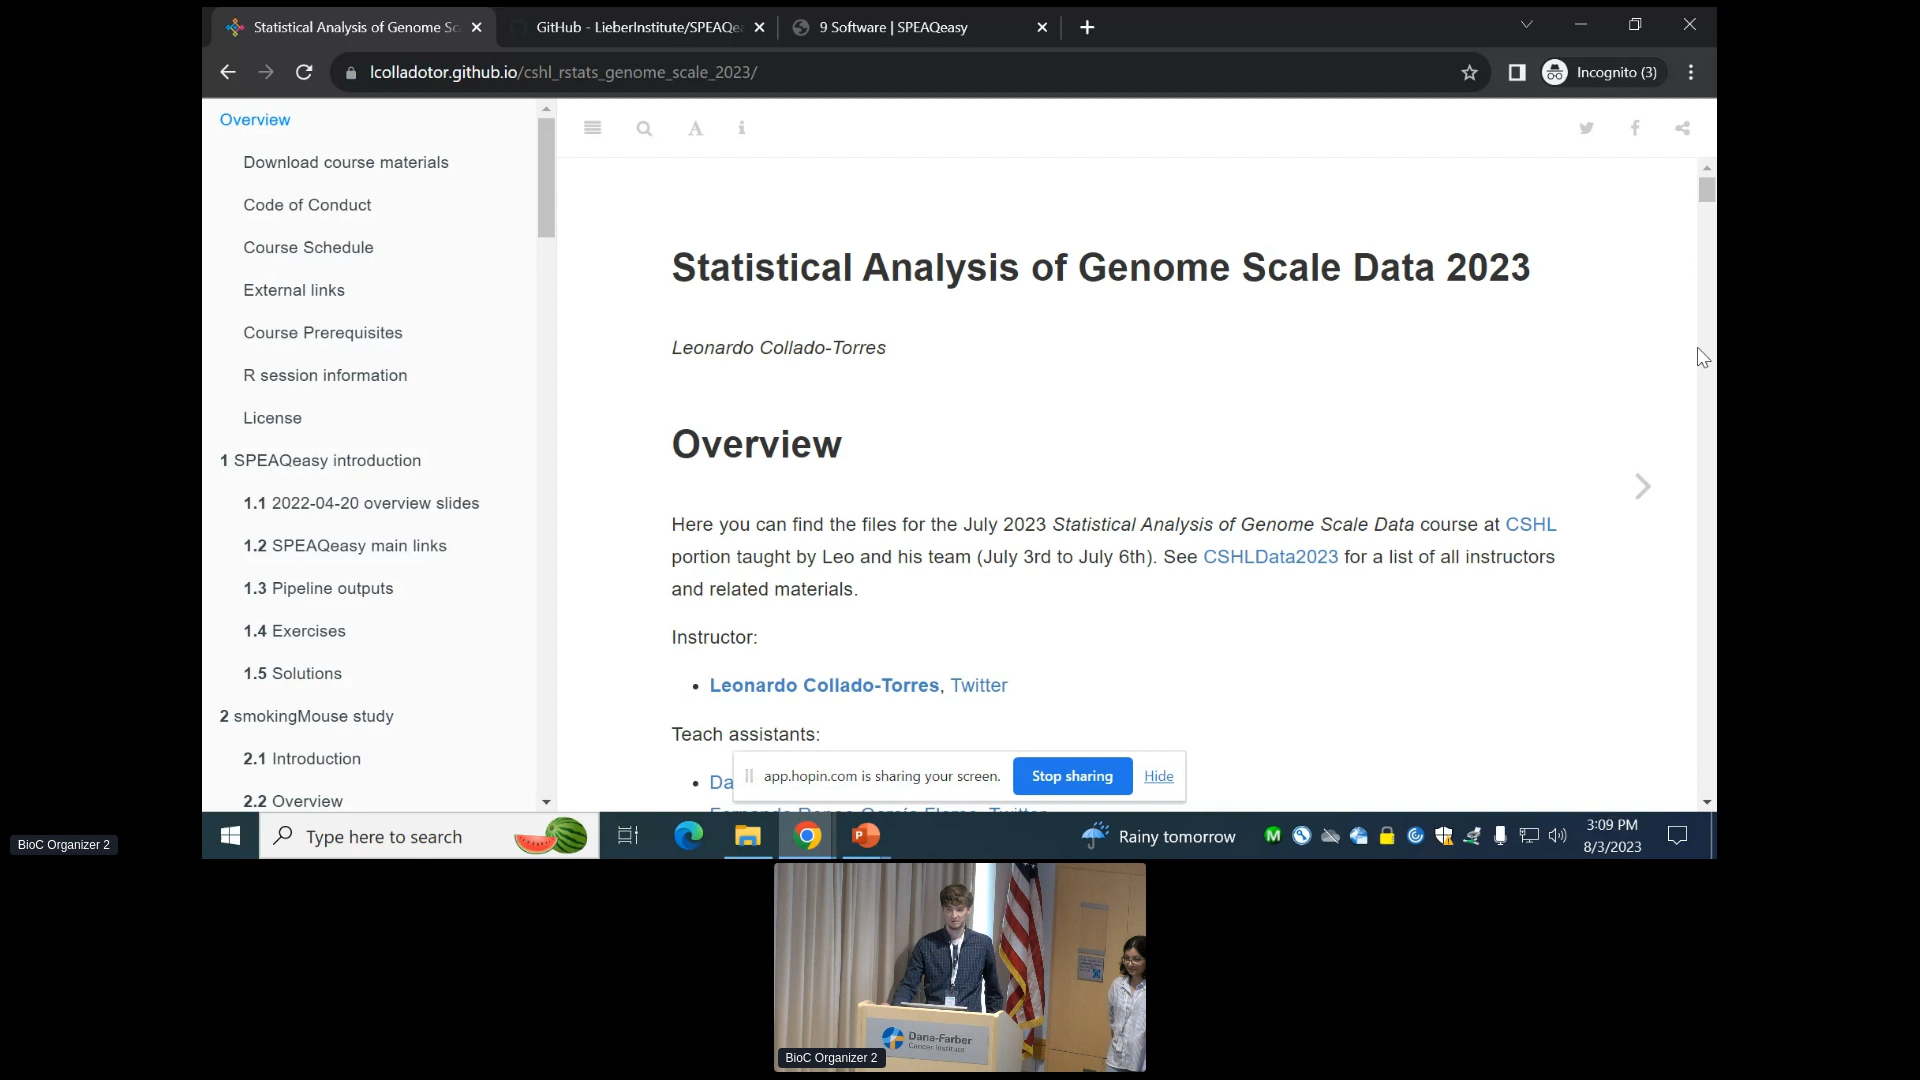 Statistical Analysis of Genome Sc
GitHub - LieberInstitute/SPEAQea
9 Software | SPEAQeasy
lcolladotor.github.io/cshl_rstats_genome_scale_2023/
Incognito (3)
Overview
Download course materials
Code of Conduct
Course Schedule
External links
Course Prerequisites
R session information
License
1 SPEAQeasy introduction
1.1 2022-04-20 overview slides
1.2 SPEAQeasy main links
1.3 Pipeline outputs
1.4 Exercises
1.5 Solutions
2 smokingMouse study
2.1 Introduction
2.2 Overview
Statistical Analysis of Genome Scale Data 2023
Leonardo Collado-Torres
Overview
Here you can find the files for the July 2023 Statistical Analysis of Genome Scale Data course at CSHL
portion taught by Leo and his team (July 3rd to July 6th). See CSHLData2023 for a list of all instructors
and related materials.
Instructor:
• Leonardo Collado-Torres, Twitter
Teach assistants:
• Da
app.hopin.com is sharing your screen.
Stop sharing
Hide
Type here to search
Rainy tomorrow
3:09 PM
8/3/2023
BioC Organizer 2
Dana-Farber
Cancer Institute
BioC Organizer 2